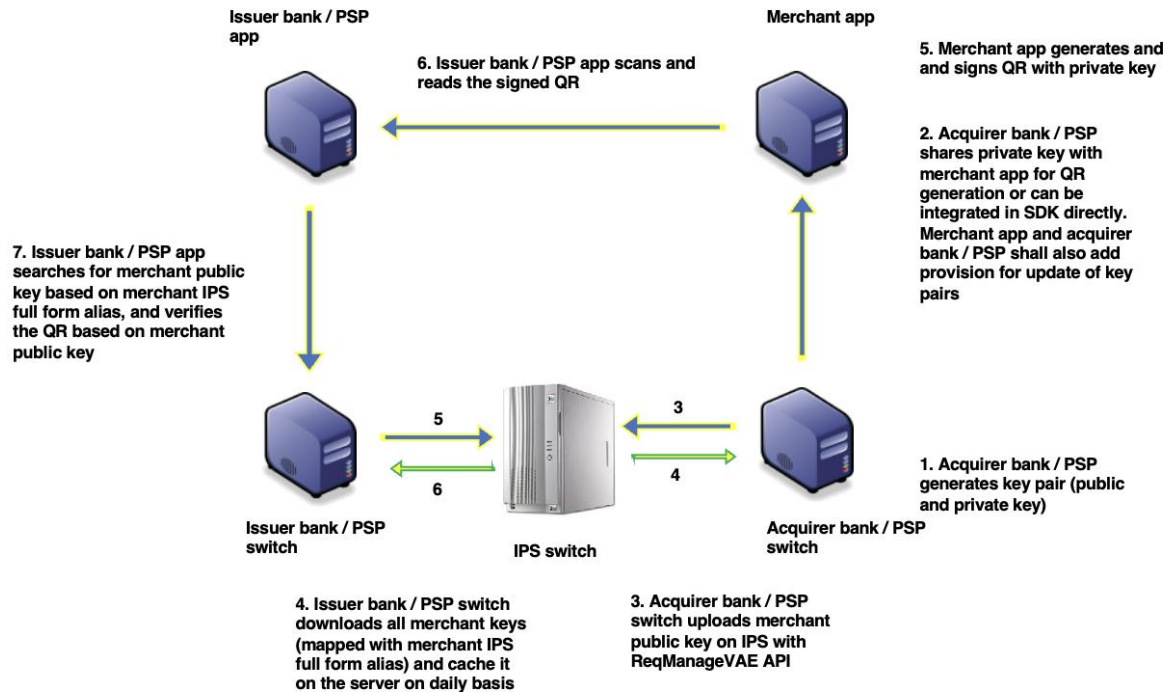 Issuer bank / PSP
app
Merchant app
6. Issuer bank / PSP app scans and
reads the signed QR
5. Merchant app generates and
and signs QR with private key
2. Acquirer bank / PSP
shares private key with
merchant app for QR
generation or can be
integrated in SDK directly.
Merchant app and acquirer
bank / PSP shall also add
provision for update of key
pairs
7. Issuer bank / PSP app
searches for merchant public
key based on merchant IPS
full form alias, and verifies
the QR based on merchant
public key
5
6
3
4
1. Acquirer bank / PSP
generates key pair (public
and private key)
Issuer bank / PSP
switch
IPS switch
Acquirer bank / PSP
switch
4. Issuer bank / PSP switch
downloads all merchant keys
(mapped with merchant IPS
full form alias) and cache it
on the server on daily basis
3. Acquirer bank / PSP
switch uploads merchant
public key on IPS with
ReqManageVAE API